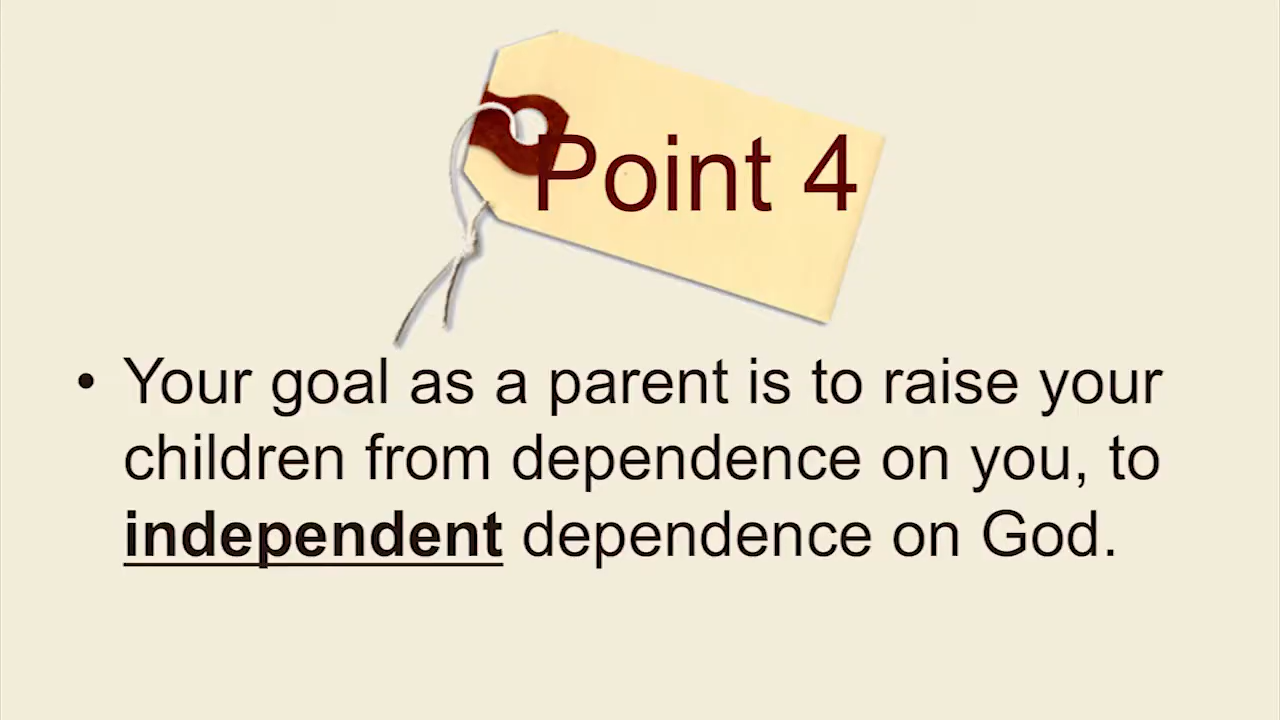 Point 4
• Your goal as a parent is to raise your
children from dependence on you, to
independent dependence on God.